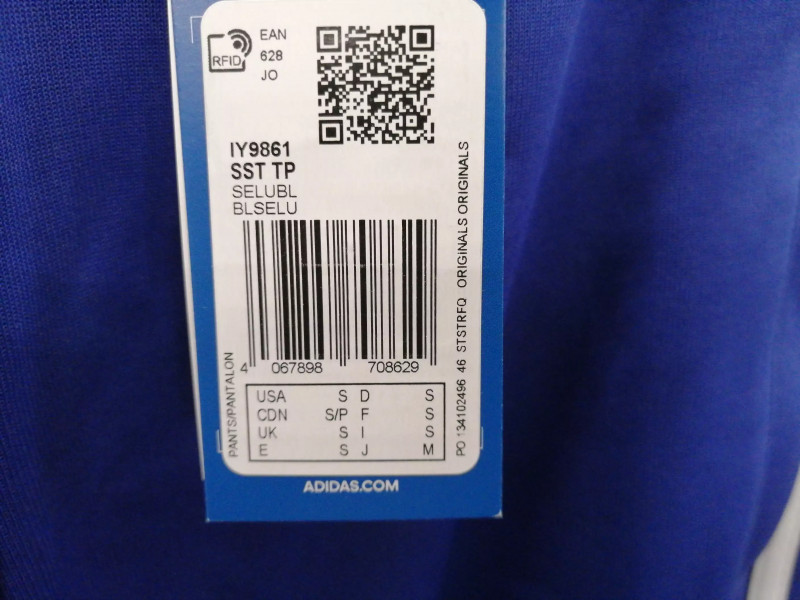 RFID
EAN
628
JO
IY9861
SST TP
SELUBL
BLSELU
4 067898 708629
PANTS/PANTALON
PO 134102496 46 STSTRFQ ORIGINALS ORIGINALS
USA S D S
CDN S/P F S
UK S I S
E S J M
ADIDAS.COM